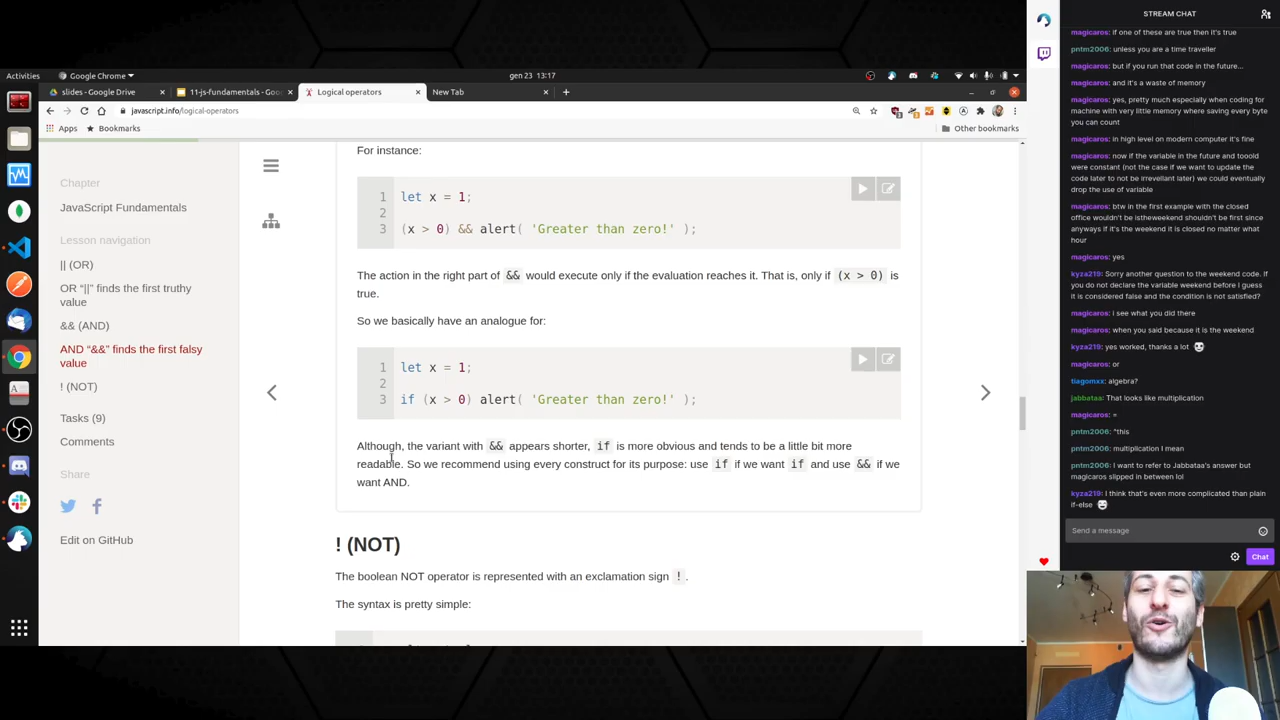 Activities
Google Chrome
gen 23 13:17
slides - Google Drive
11-js-fundamentals - Goo
Logical operators
New Tab
javascript.info/logical-operators
Apps
Bookmarks
Other bookmarks
Chapter
JavaScript Fundamentals
Lesson navigation
|| (OR)
OR “||” finds the first truthy
value
&& (AND)
AND “&&” finds the first falsy
value
! (NOT)
Tasks (9)
Comments
Share
Edit on GitHub
For instance:
1 let x = 1;
2
3 (x > 0) && alert( 'Greater than zero!' );
The action in the right part of && would execute only if the evaluation reaches it. That is, only if (x > 0) is
true.
So we basically have an analogue for:
1 let x = 1;
2
3 if (x > 0) alert( 'Greater than zero!' );
Although, the variant with && appears shorter, if is more obvious and tends to be a little bit more
readable. So we recommend using every construct for its purpose: use if if we want if and use && if we
want AND.
! (NOT)
The boolean NOT operator is represented with an exclamation sign !.
The syntax is pretty simple:
STREAM CHAT
magicaros: if one of these are true then it's true
pntm2006: unless you are a time traveller
magicaros: but if you run that code in the future...
magicaros: and it's a waste of memory
magicaros: yes, pretty much especially when coding for
machine with very little memory where saving every byte
you can count
magicaros: in high level on modern computer it's fine
magicaros: now if the variable in the future and tooold
were constant (not the case if we want to update the
code later to not be irrevellant later) we could eventually
drop the use of variable
magicaros: btw in the first example with the closed
office wouldn't be istheweekend shouldn't be first since
anyways if it's the weekend it is closed no matter what
hour
magicaros: yes
kyza219: Sorry another question to the weekend code. If
you do not declare the variable weekend before I guess
it is considered false and the condition is not satisfied?
magicaros: i see what you did there
magicaros: when you said because it is the weekend
kyza219: yes worked, thanks a lot
magicaros: or
tiagomxx: algebra?
jabbataa: That looks like multiplication
magicaros: =
pntm2006: ^this
pntm2006: multiplication I mean
pntm2006: I want to refer to Jabbataa's answer but
magicaros slipped in between lol
kyza219: I think that's even more complicated than plain
if-else
Send a message
Chat